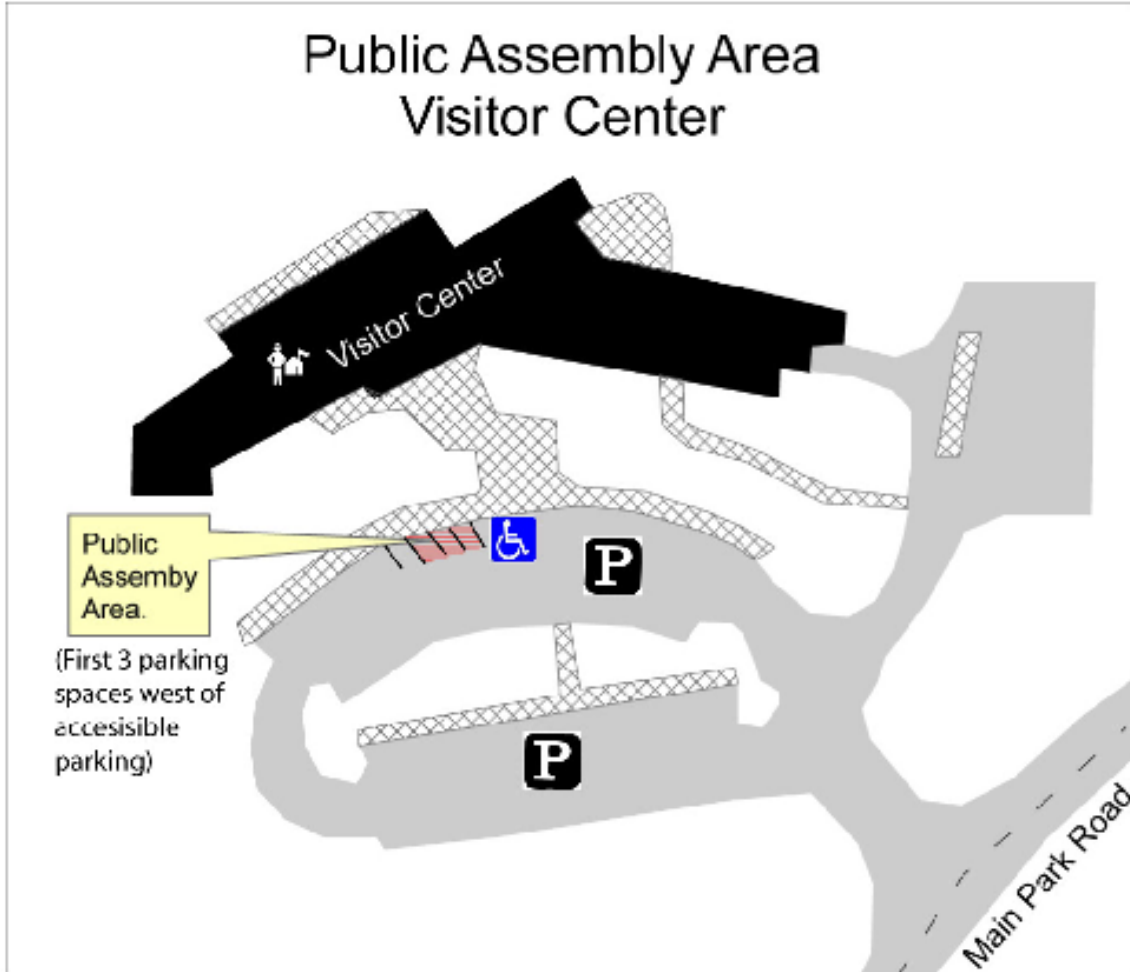 Public Assembly Area
Visitor Center
Visitor Center
Public
Assemby
Area.
(First 3 parking
spaces west of
accesisible
parking)
P
P
Main Park Road